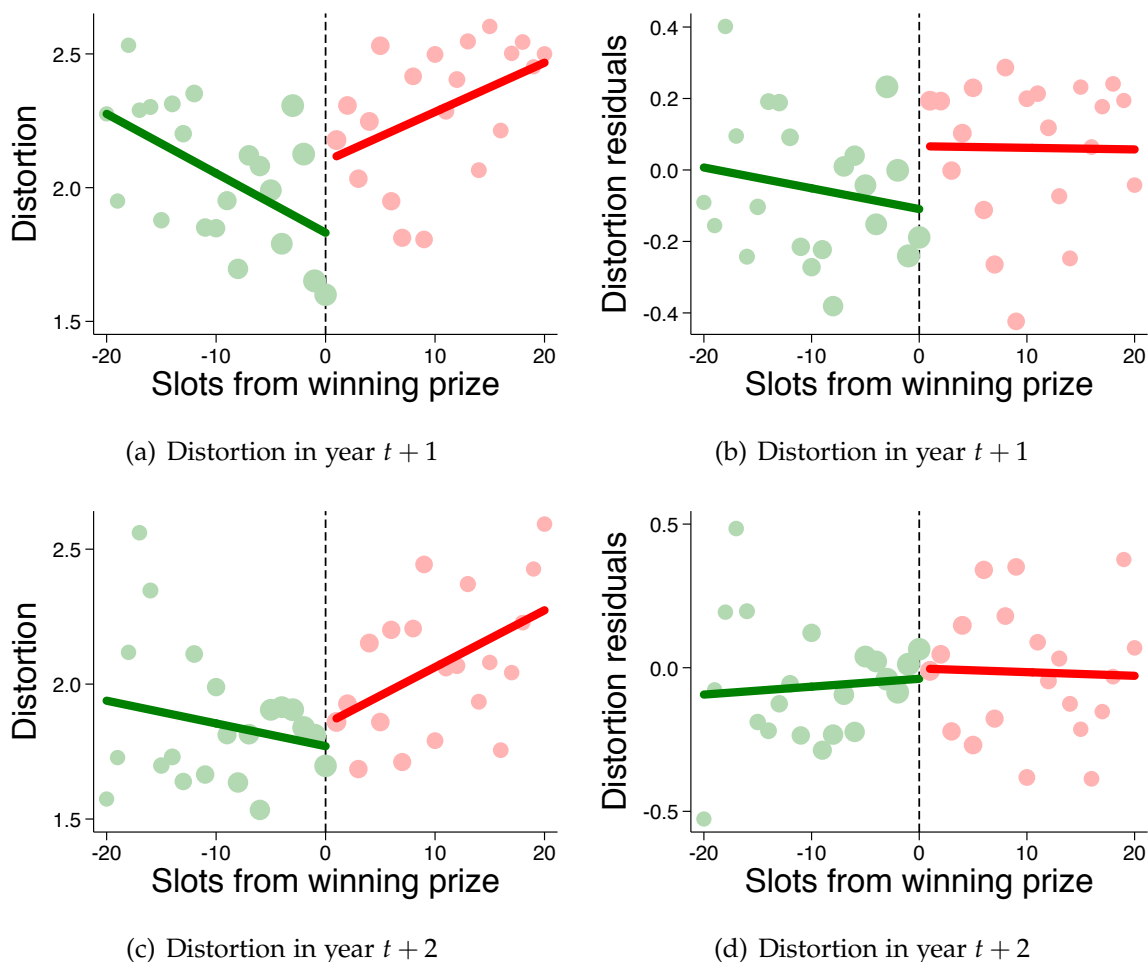 Distortion
2.5
2.0
1.5
-20 -10 0 10 20
Slots from winning prize
(a) Distortion in year t + 1
Distortion residuals
0.4
0.2
0.0
-0.2
-0.4
-20 -10 0 10 20
Slots from winning prize
(b) Distortion in year t + 1
Distortion
2.5
2.0
1.5
-20 -10 0 10 20
Slots from winning prize
(c) Distortion in year t + 2
Distortion residuals
0.5
0.0
-0.5
-20 -10 0 10 20
Slots from winning prize
(d) Distortion in year t + 2